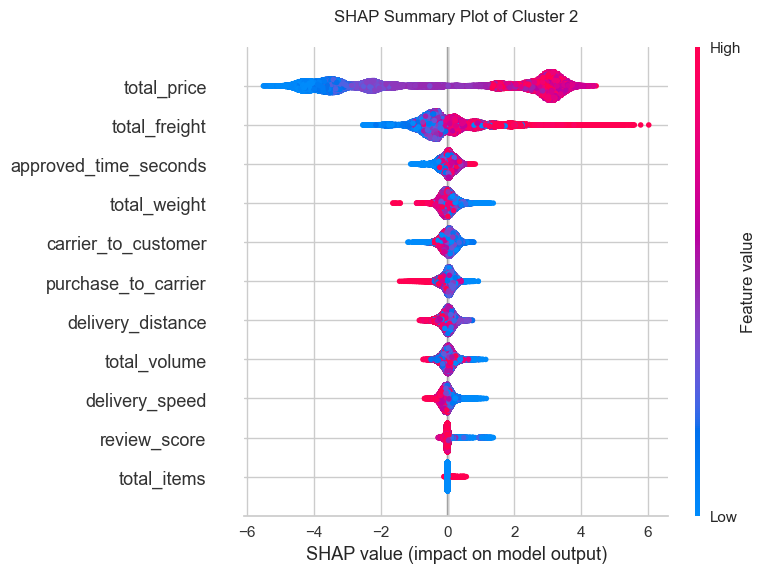 SHAP Summary Plot of Cluster 2
High
total_price
total_freight
approved_time_seconds
total_weight
carrier_to_customer
purchase_to_carrier
delivery_distance
total_volume
delivery_speed
review_score
total_items
Feature value
Low
−6 −4 −2 0 2 4 6
SHAP value (impact on model output)